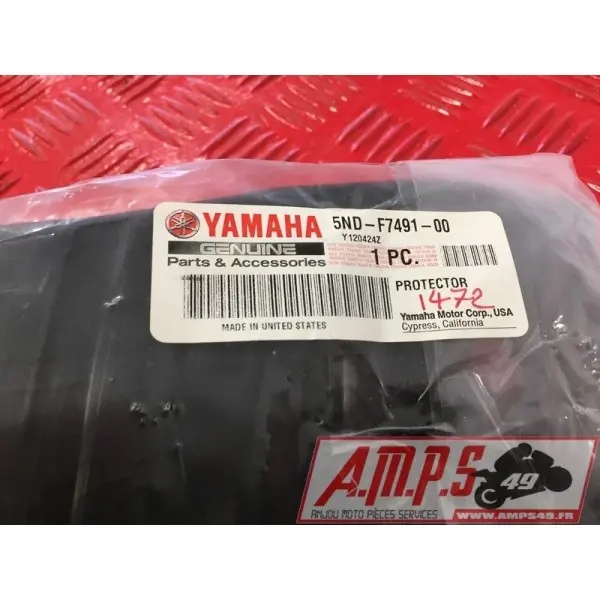 YAMAHA
GENUINE
Parts & Accessories
MADE IN UNITED STATES
5ND-F7491-00
Y120424Z
1 PC.
PROTECTOR
1472
Yamaha Motor Corp., USA
Cypress, California
A.M.P.S
49
ANJOU MOTO PIÈCES SERVICES
WWW.AMPS49.FR